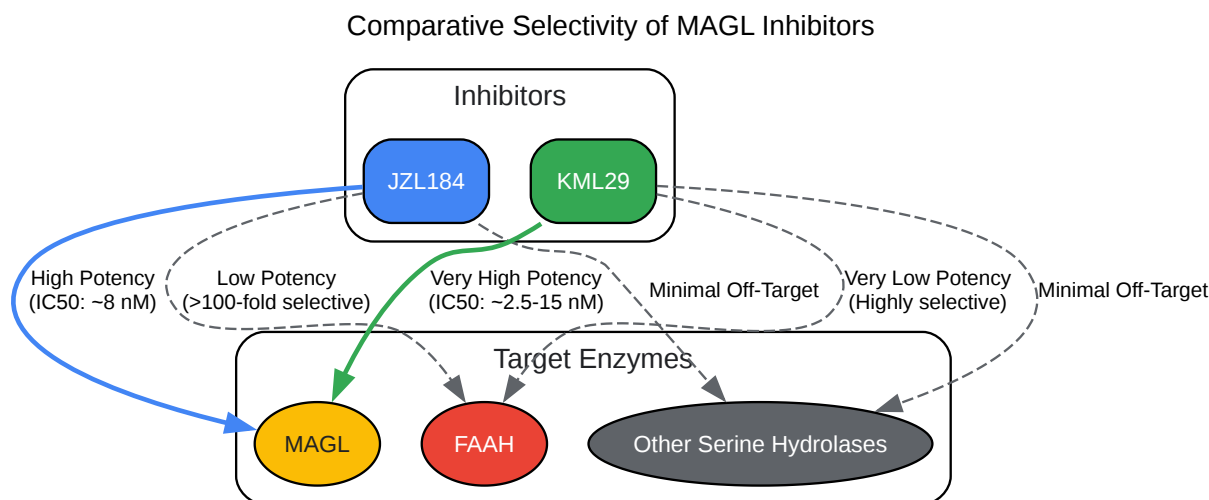 Comparative Selectivity of MAGL Inhibitors
Inhibitors
JZL184
KML29
High Potency
(IC50: ~8 nM)
Low Potency
(>100-fold selective)
Very High Potency
(IC50: ~2.5-15 nM)
Minimal Off-Target
Very Low Potency
(Highly selective)
Minimal Off-Target
Target Enzymes
MAGL
FAAH
Other Serine Hydrolases